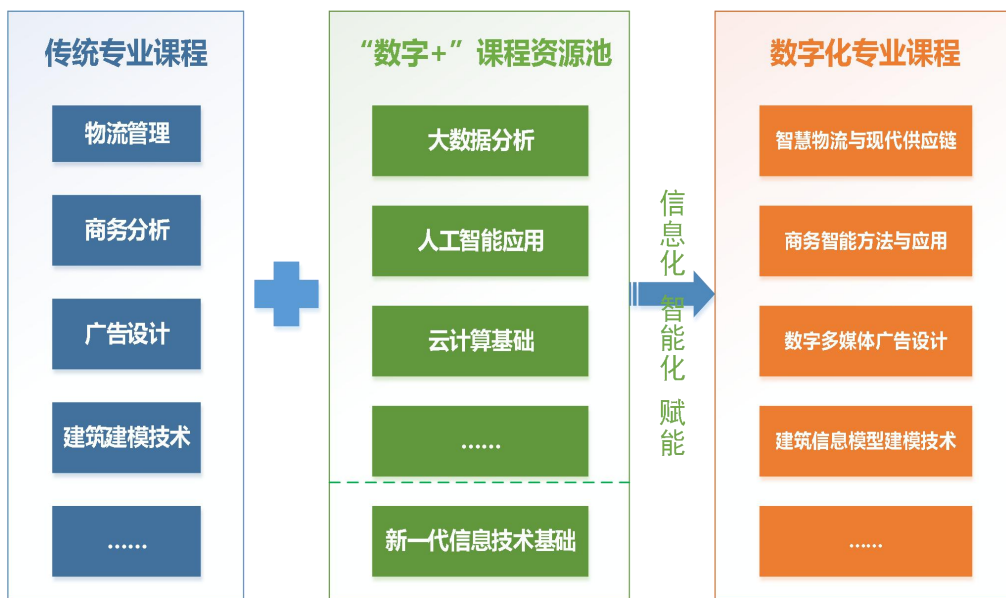 传统专业课程
物流管理
商务分析
广告设计
建筑建模技术
……
“数字+”课程资源池
大数据分析
人工智能应用
云计算基础
……
新一代信息技术基础
信息化 智能化 赋能
数字化专业课程
智慧物流与现代供应链
商务智能方法与应用
数字多媒体广告设计
建筑信息模型建模技术
……